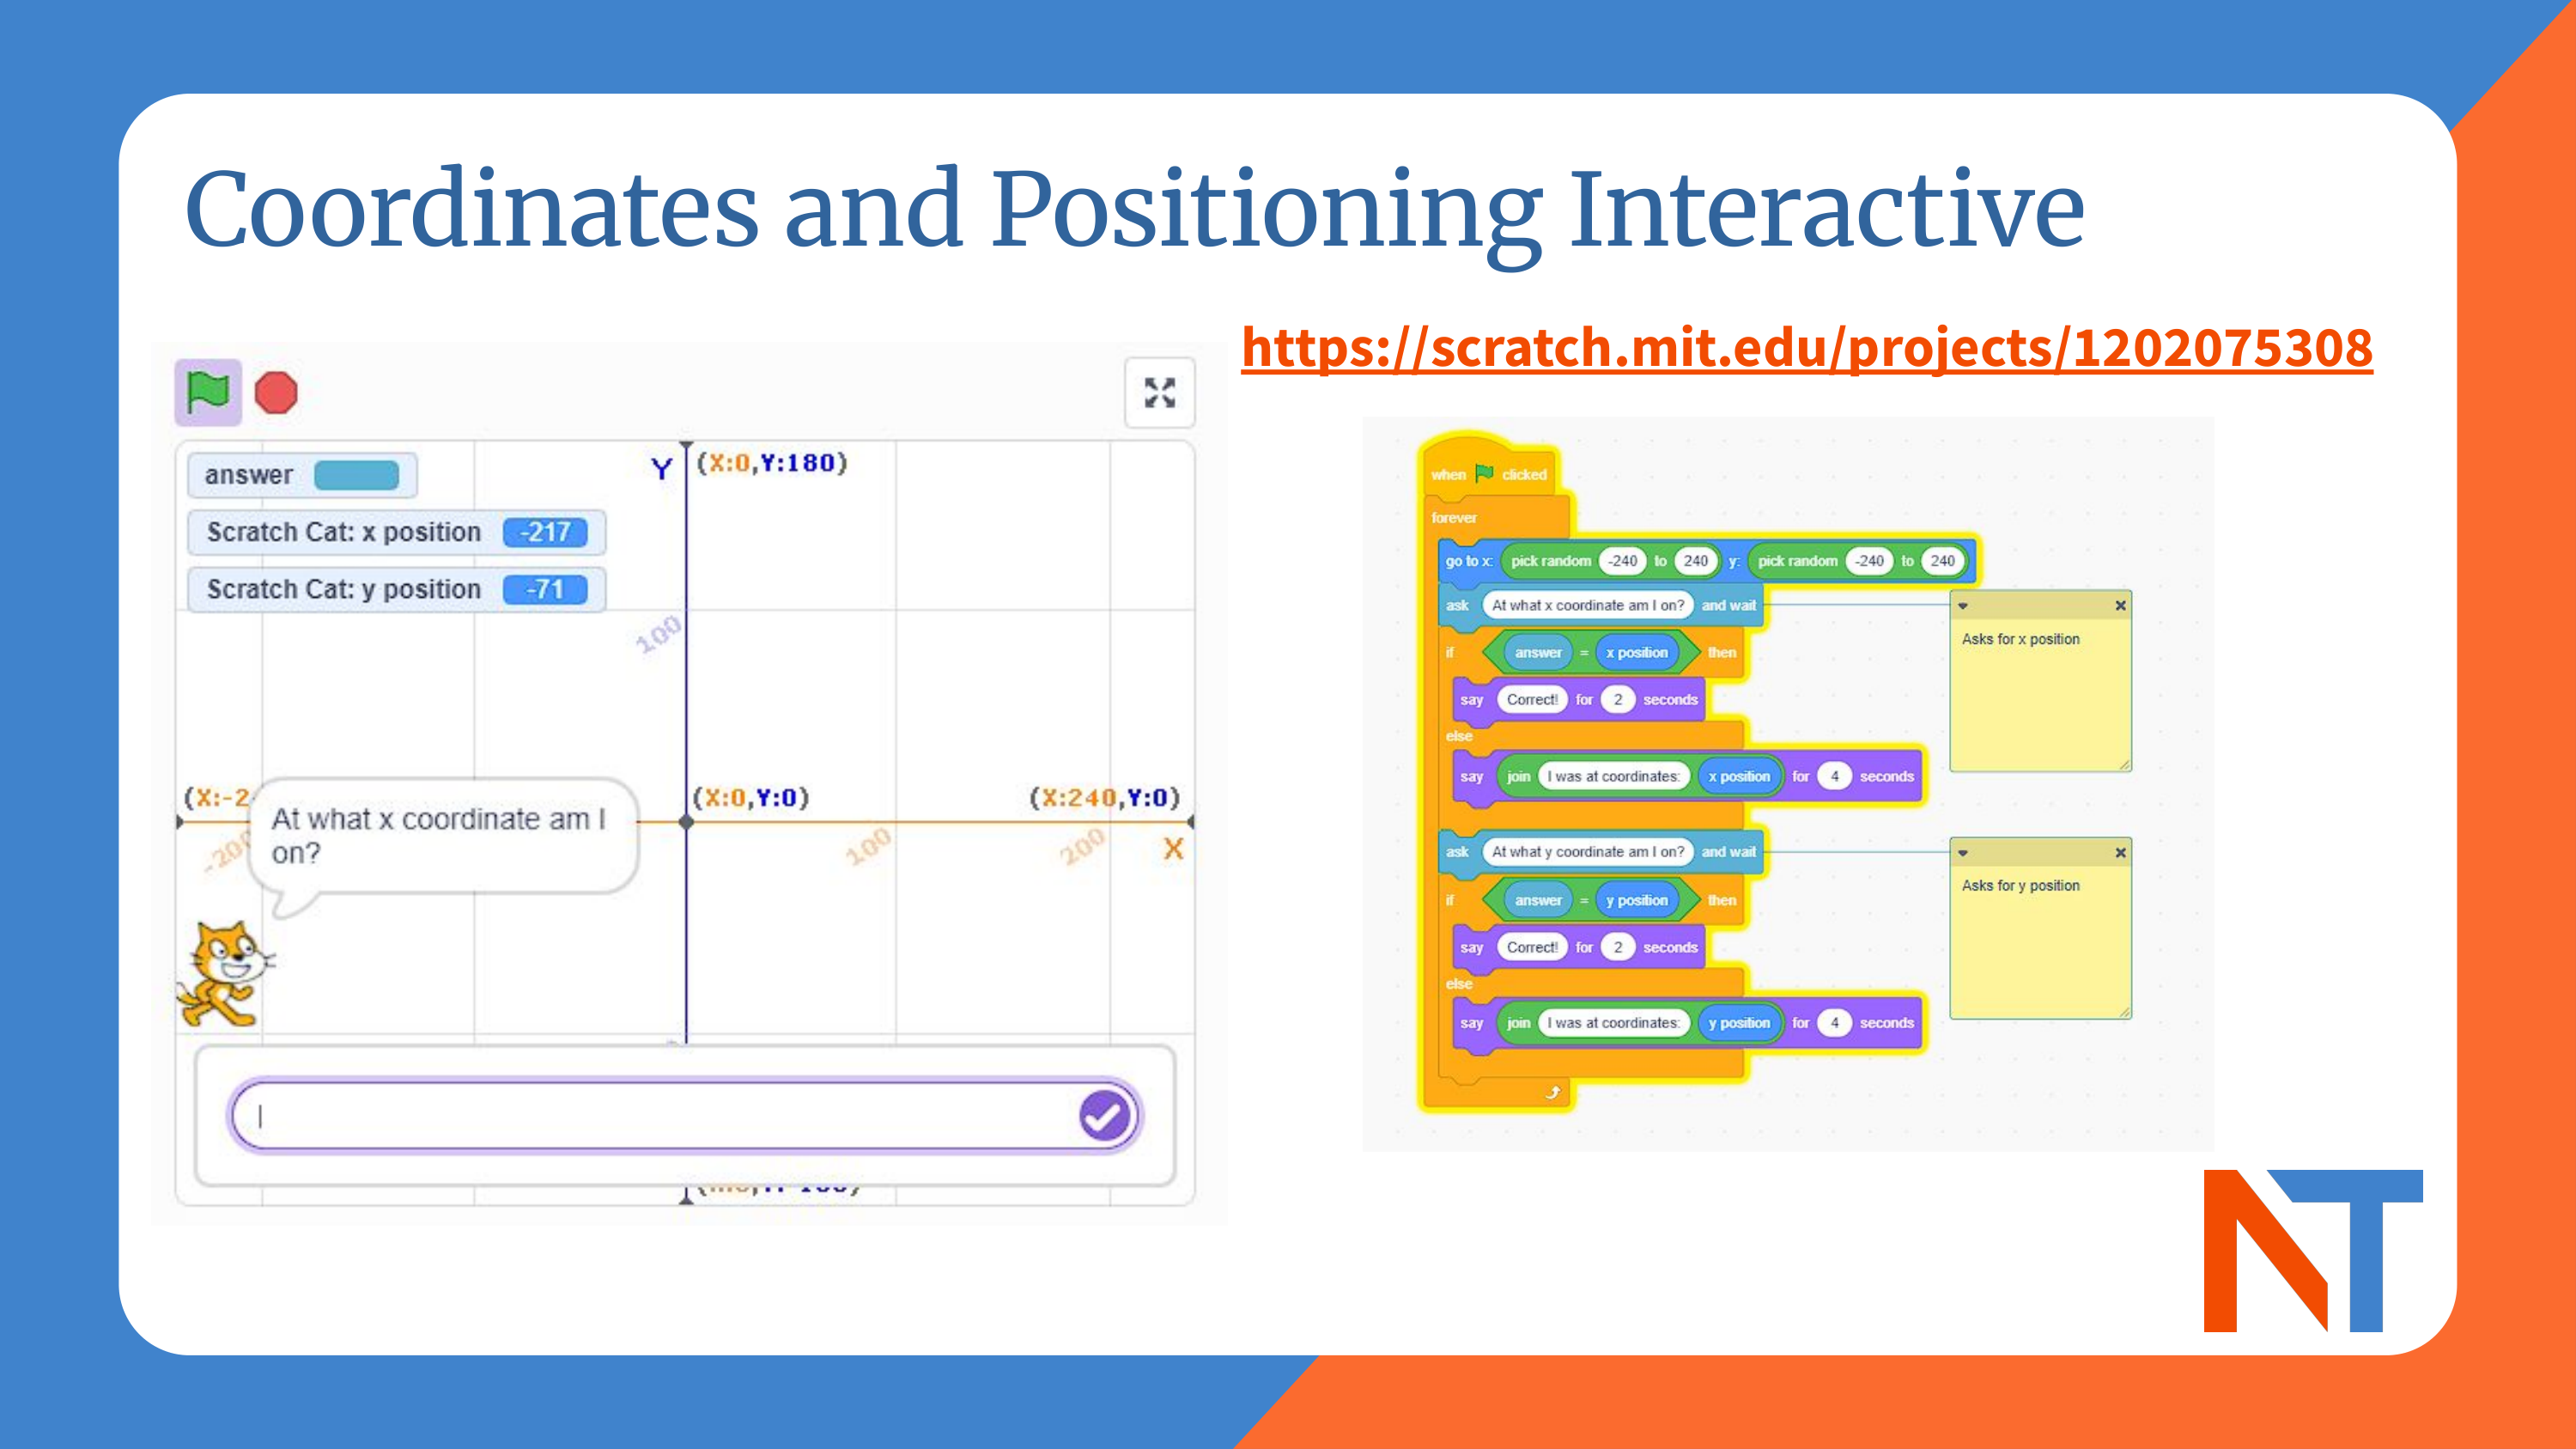 Coordinates and Positioning Interactive
https://scratch.mit.edu/projects/1202075308
answer
Scratch Cat: x position -217
Scratch Cat: y position -71
Y (X:0,Y:180)
100
(X:-2
(X:0,Y:0)
(X:240,Y:0)
-200
100
200
X
At what x coordinate am I
on?
when clicked
forever
go to x: pick random -240 to 240 y: pick random -240 to 240
ask At what x coordinate am I on? and wait
if answer = x position then
say Correct! for 2 seconds
else
say join I was at coordinates: x position for 4 seconds
ask At what y coordinate am I on? and wait
if answer = y position then
say Correct! for 2 seconds
else
say join I was at coordinates: y position for 4 seconds
Asks for x position
Asks for y position
NT